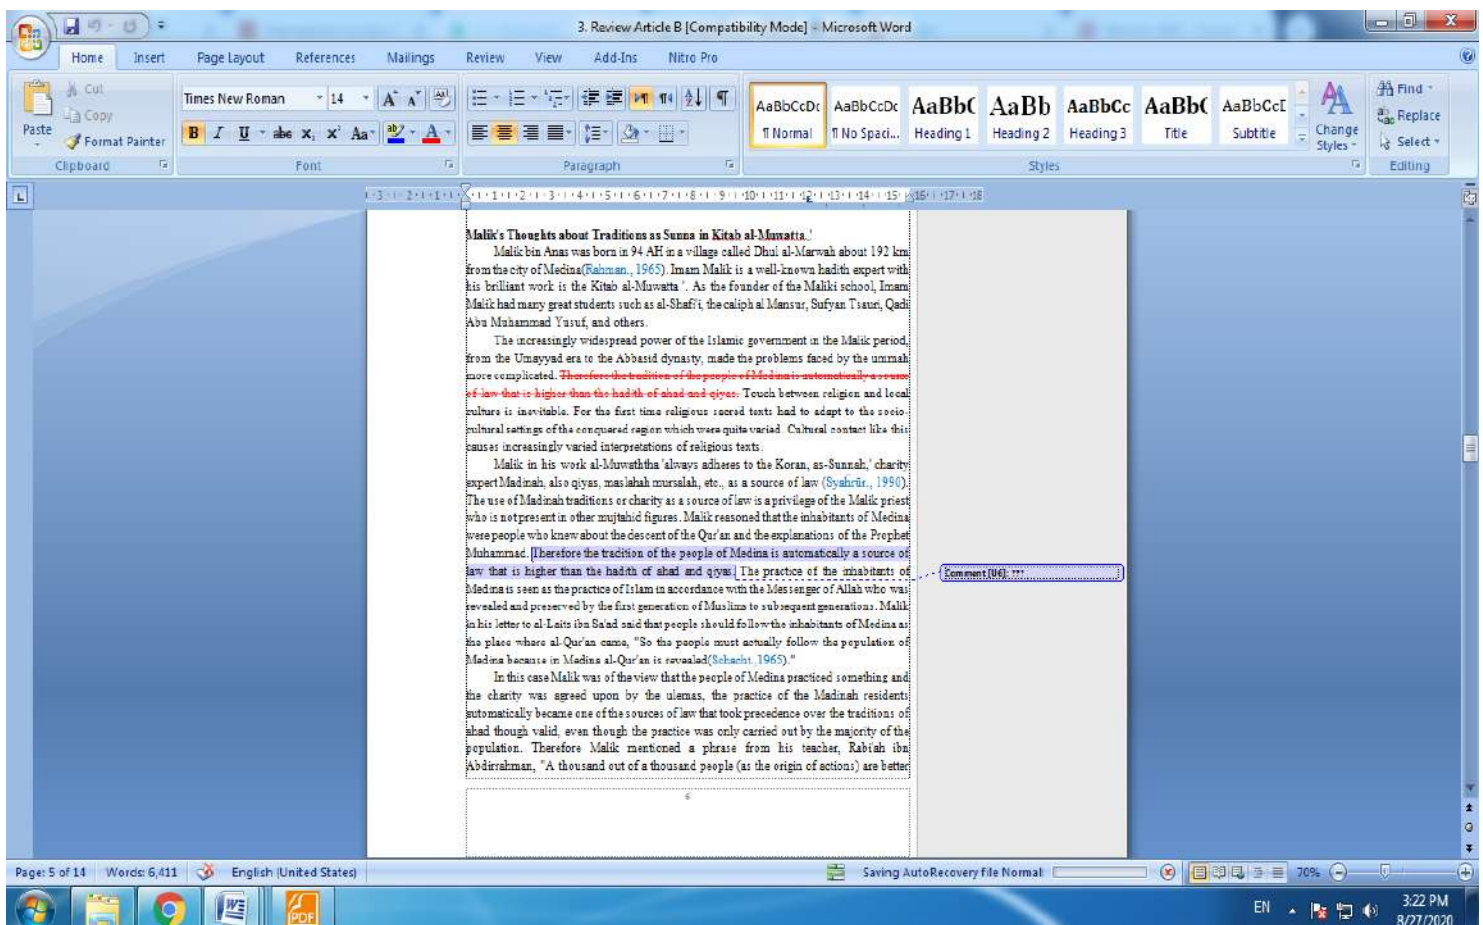 3. Review Article B [Compatibility Mode] - Microsoft Word
Home Insert Page Layout References Mailings Review View Add-Ins Nitro Pro
Paste
Cut
Copy
Format Painter
Clipboard
Times New Roman 14
Font
Paragraph
AaBbCcDc AaBbCcDc AaBbC AaBb AaBbCc AaBbC AaBbCcI
¶ Normal ¶ No Spaci... Heading 1 Heading 2 Heading 3 Title Subtitle
Change Styles
Styles
Find
Replace
Select
Editing
Malik's Thoughts about Traditions as Sunna in Kitab al-Muwatta.'
Malik bin Anas was born in 94 AH in a village called Dhul al-Marwah about 192 km
from the city of Medina(Rahman., 1965). Imam Malik is a well-known hadith expert with
his brilliant work is the Kitab al-Muwatta '. As the founder of the Maliki school, Imam
Malik had many great students such as al-Shafi'i, the caliph al Mansur, Sufyan Tsauri, Qadi
Abu Muhammad Yusuf, and others.
The increasingly widespread power of the Islamic government in the Malik period,
from the Umayyad era to the Abbasid dynasty, made the problems faced by the ummah
more complicated. Therefore the tradition of the people of Medina is automatically a source
of law that is higher than the hadith of ahad and qiyas. Touch between religion and local
culture is inevitable. For the first time religious sacred texts had to adapt to the socio-
cultural settings of the conquered region which were quite varied. Cultural contact like this
causes increasingly varied interpretations of religious texts.
Malik in his work al-Muwaththa 'always adheres to the Koran, as-Sunnah,' charity
expert Madinah, also qiyas, maslahah mursalah, etc., as a source of law (Syahrūr., 1990).
The use of Madinah traditions or charity as a source of law is a privilege of the Malik priest
who is not present in other mujtahid figures. Malik reasoned that the inhabitants of Medina
were people who knew about the descent of the Qur'an and the explanations of the Prophet
Muhammad. Therefore the tradition of the people of Medina is automatically a source of
law that is higher than the hadith of ahad and qiyas. The practice of the inhabitants of
Comment [U6]: ???
Medina is seen as the practice of Islam in accordance with the Messenger of Allah who was
revealed and preserved by the first generation of Muslims to subsequent generations. Malik
in his letter to al-Laits ibn Sa'ad said that people should follow the inhabitants of Medina as
the place where al-Qur'an came, "So the people must actually follow the population of
Medina because in Medina al-Qur'an is revealed(Schacht.,1965)."
In this case Malik was of the view that the people of Medina practiced something and
the charity was agreed upon by the ulemas, the practice of the Madinah residents
automatically became one of the sources of law that took precedence over the traditions of
ahad though valid, even though the practice was only carried out by the majority of the
population. Therefore Malik mentioned a phrase from his teacher, Rabi'ah ibn
Abdirrahman, "A thousand out of a thousand people (as the origin of actions) are better
Page: 5 of 14 Words: 6,411 English (United States) Saving AutoRecovery file Normal: 70%
EN 3:22 PM
8/27/2020